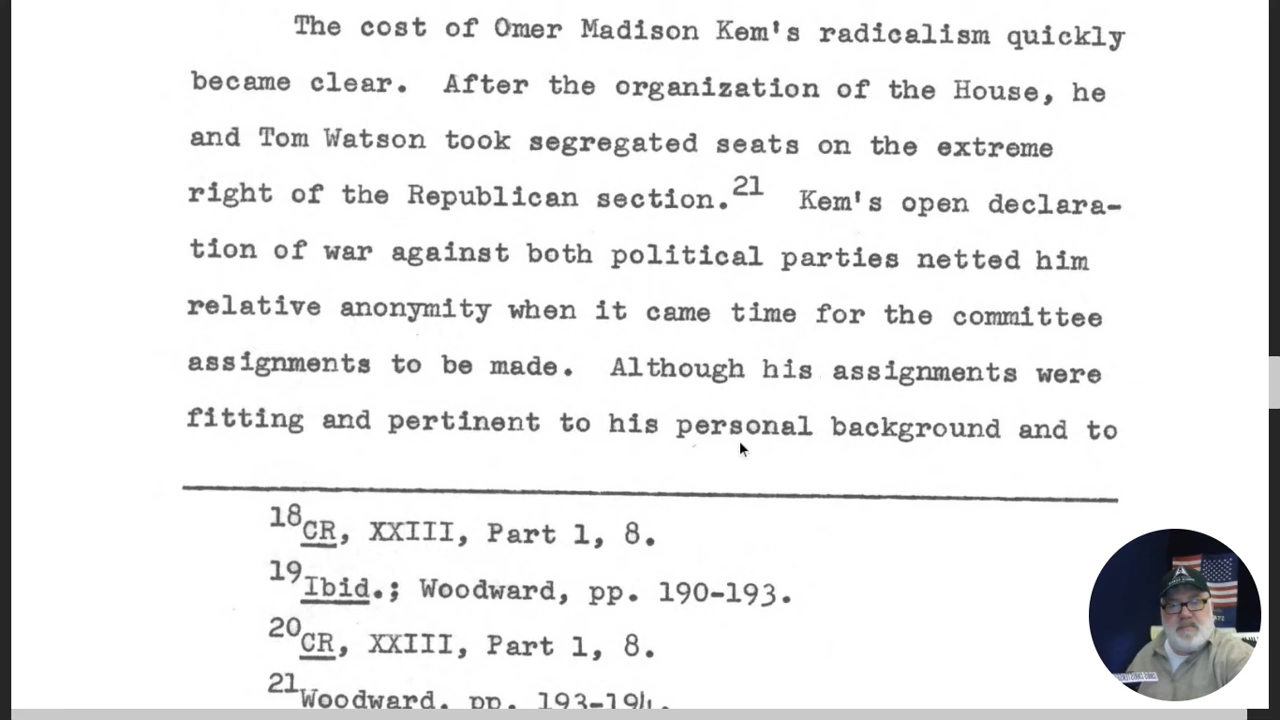 The cost of Omer Madison Kem's radicalism quickly
became clear. After the organization of the House, he
and Tom Watson took segregated seats on the extreme
right of the Republican section.21 Kem's open declara-
tion of war against both political parties netted him
relative anonymity when it came time for the committee
assignments to be made. Although his assignments were
fitting and pertinent to his personal background and to
18CR, XXIII, Part 1, 8.
19Ibid.; Woodward, pp. 190-193.
20CR, XXIII, Part 1, 8.
21Woodward, pp. 193-194.